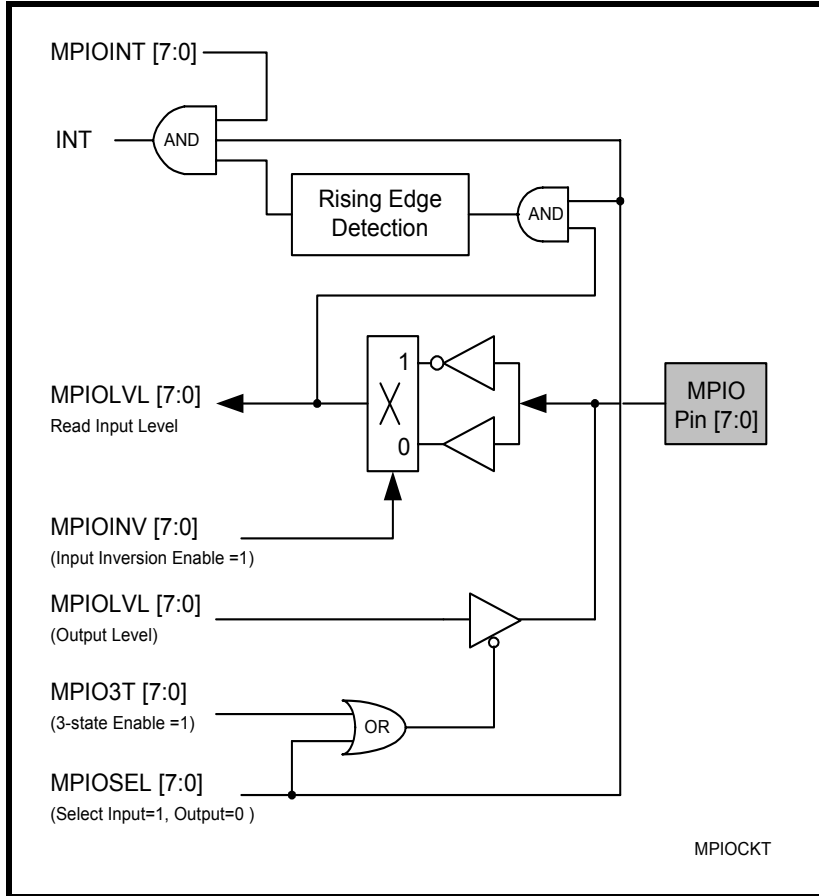 MPIOINT [7:0]
INT
AND
Rising Edge
Detection
AND
1
0
MPIOLVL [7:0]
Read Input Level
MPIO
Pin [7:0]
MPIOINV [7:0]
(Input Inversion Enable =1)
MPIOLVL [7:0]
(Output Level)
MPIO3T [7:0]
(3-state Enable =1)
OR
MPIOSEL [7:0]
(Select Input=1, Output=0 )
MPIOCKT